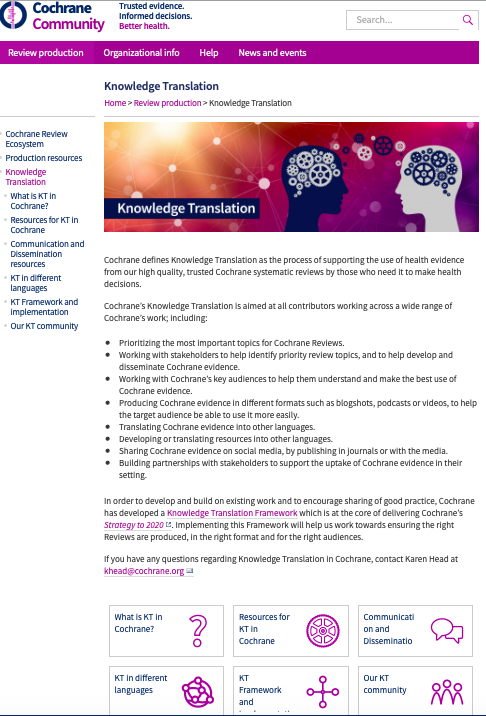 Cochrane
Community
Trusted evidence.
Informed decisions.
Better health.
Search...
Review production
Organizational info
Help
News and events
Knowledge Translation
Home > Review production > Knowledge Translation
Cochrane Review
Ecosystem
Production resources
Knowledge
Translation
What is KT in
Cochrane?
Resources for KT in
Cochrane
Communication and
Dissemination
resources
KT in different
languages
KT Framework and
implementation
Our KT community
Knowledge Translation
Cochrane defines Knowledge Translation as the process of supporting the use of health evidence
from our high quality, trusted Cochrane systematic reviews by those who need it to make health
decisions.
Cochrane's Knowledge Translation is aimed at all contributors working across a wide range of
Cochrane's work; including:
Prioritizing the most important topics for Cochrane Reviews.
Working with stakeholders to help identify priority review topics, and to help develop and
disseminate Cochrane evidence.
Working with Cochrane's key audiences to help them understand and make the best use of
Cochrane evidence.
Producing Cochrane evidence in different formats such as blogshots, podcasts or videos, to help
the target audience be able to use it more easily.
Translating Cochrane evidence into other languages.
Developing or translating resources into other languages.
Sharing Cochrane evidence on social media, by publishing in journals or with the media.
Building partnerships with stakeholders to support the uptake of Cochrane evidence in their
setting.
In order to develop and build on existing work and to encourage sharing of good practice, Cochrane
has developed a Knowledge Translation Framework which is at the core of delivering Cochrane's
Strategy to 2020. Implementing this Framework will help us work towards ensuring the right
Reviews are produced, in the right format and for the right audiences.
If you have any questions regarding Knowledge Translation in Cochrane, contact Karen Head at
khead@cochrane.org
What is KT in
Cochrane?
Resources for
KT in
Cochrane
Communicati
on and
Disseminatio
KT in different
languages
KT
Framework
and
Our KT
community